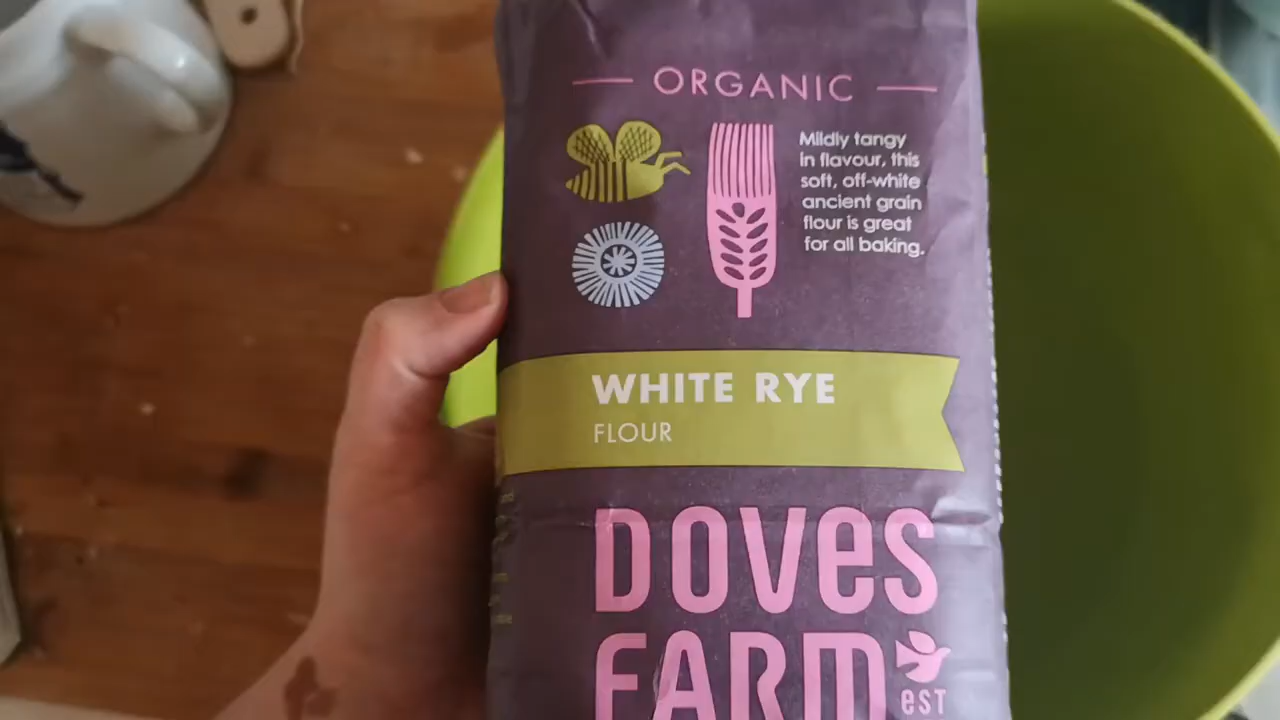 ORGANIC
Mildly tangy
in flavour, this
soft, off-white
ancient grain
flour is great
for all baking.
WHITE RYE
FLOUR
DOVES
FARM
EST